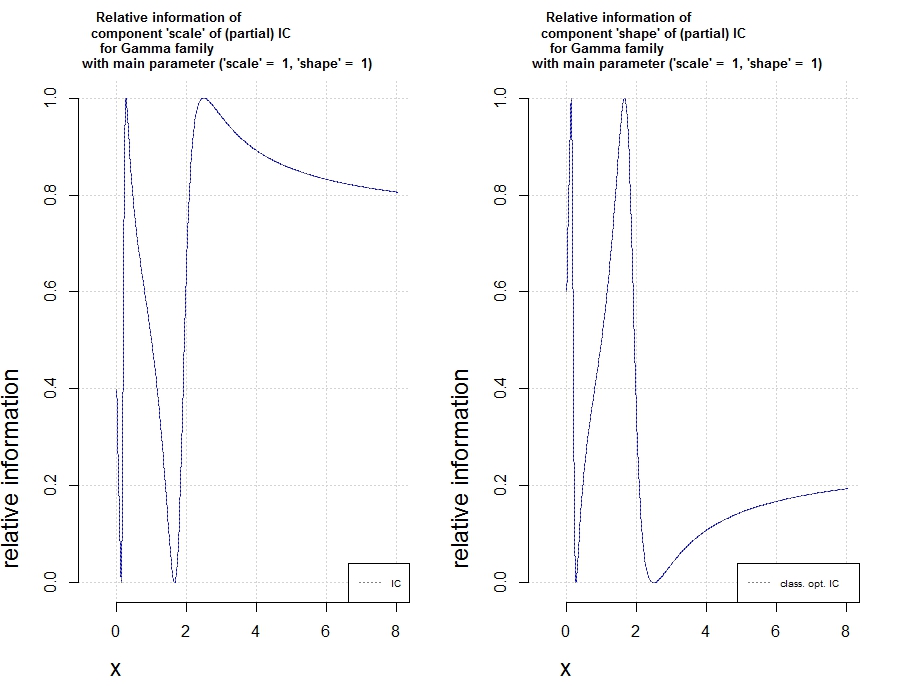 Relative information of
component 'scale' of (partial) IC
for Gamma family
with main parameter ('scale' = 1, 'shape' = 1)
relative information
1.0
0.8
0.6
0.4
0.2
0.0
IC
0 2 4 6 8
x
Relative information of
component 'shape' of (partial) IC
for Gamma family
with main parameter ('scale' = 1, 'shape' = 1)
relative information
1.0
0.8
0.6
0.4
0.2
0.0
class. opt. IC
0 2 4 6 8
x